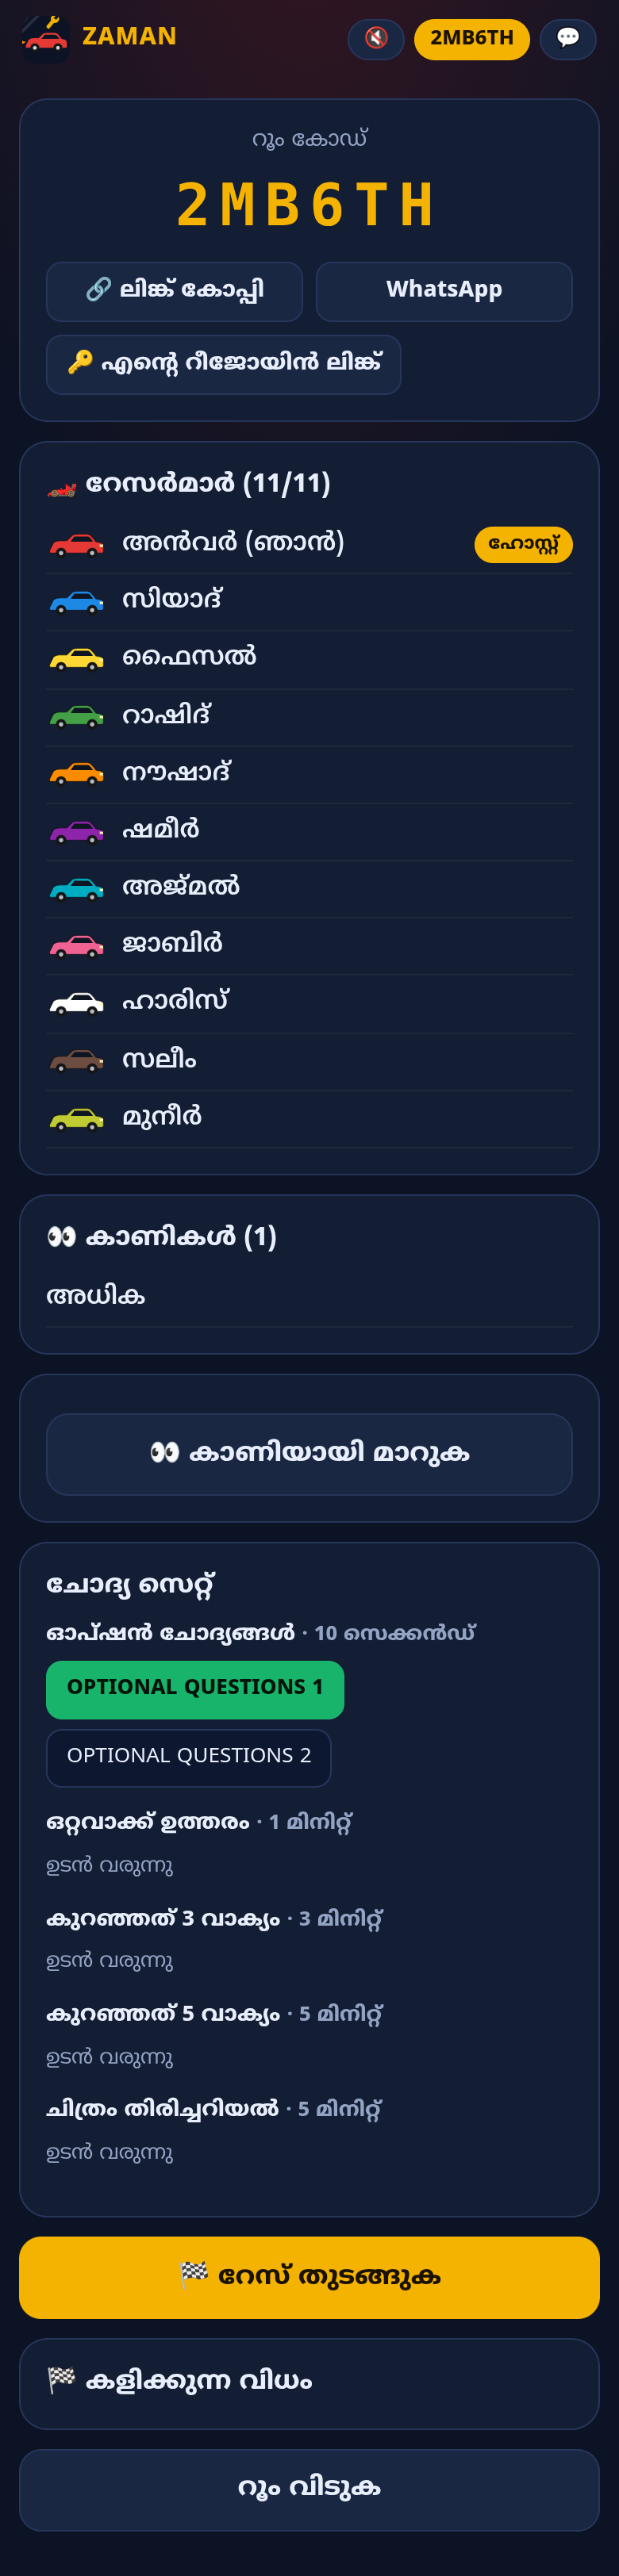 ZAMAN
2MB6TH
റൂം കോഡ്
2MB6TH
ലിങ്ക് കോപ്പി
WhatsApp
എന്റെ റീജോയിൻ ലിങ്ക്
റേസർമാർ (11/11)
അൻവർ (ഞാൻ)
ഹോസ്റ്റ്
സിയാദ്
ഫൈസൽ
റാഷിദ്
നൗഷാദ്
ഷമീർ
അജ്മൽ
ജാബിർ
ഹാരിസ്
സലീം
മുനീർ
കാണികൾ (1)
അധിക
കാണിയായി മാറുക
ചോദ്യ സെറ്റ്
ഓപ്ഷൻ ചോദ്യങ്ങൾ · 10 സെക്കൻഡ്
OPTIONAL QUESTIONS 1
OPTIONAL QUESTIONS 2
ഒറ്റവാക്ക് ഉത്തരം · 1 മിനിറ്റ്
ഉടൻ വരുന്നു
കുറഞ്ഞത് 3 വാക്യം · 3 മിനിറ്റ്
ഉടൻ വരുന്നു
കുറഞ്ഞത് 5 വാക്യം · 5 മിനിറ്റ്
ഉടൻ വരുന്നു
ചിത്രം തിരിച്ചറിയൽ · 5 മിനിറ്റ്
ഉടൻ വരുന്നു
റേസ് തുടങ്ങുക
കളിക്കുന്ന വിധം
റൂം വിടുക